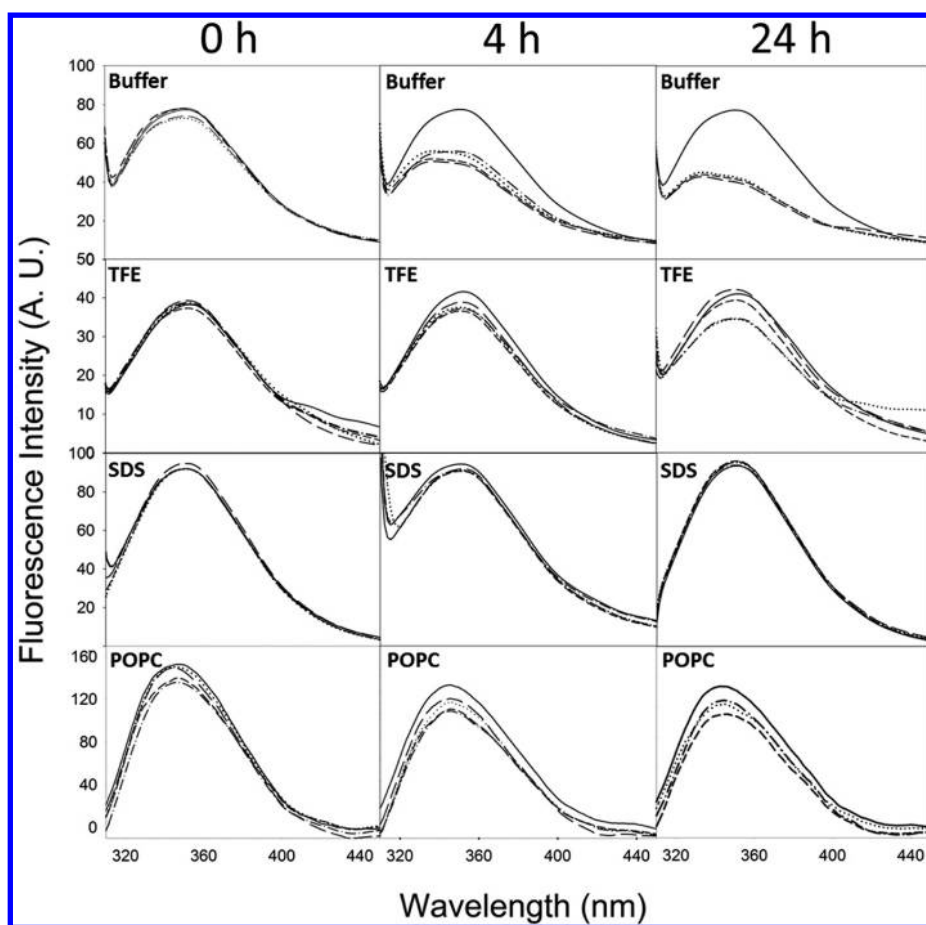 0 h 4 h 24 h
Fluorescence Intensity (A. U.)
100 Buffer Buffer Buffer
80
60
40
20
50
TFE TFE TFE
40
30
20
10
100
SDS SDS SDS
80
60
40
20
160 POPC POPC POPC
120
80
40
0
320 360 400 440 320 360 400 440 320 360 400 440
Wavelength (nm)